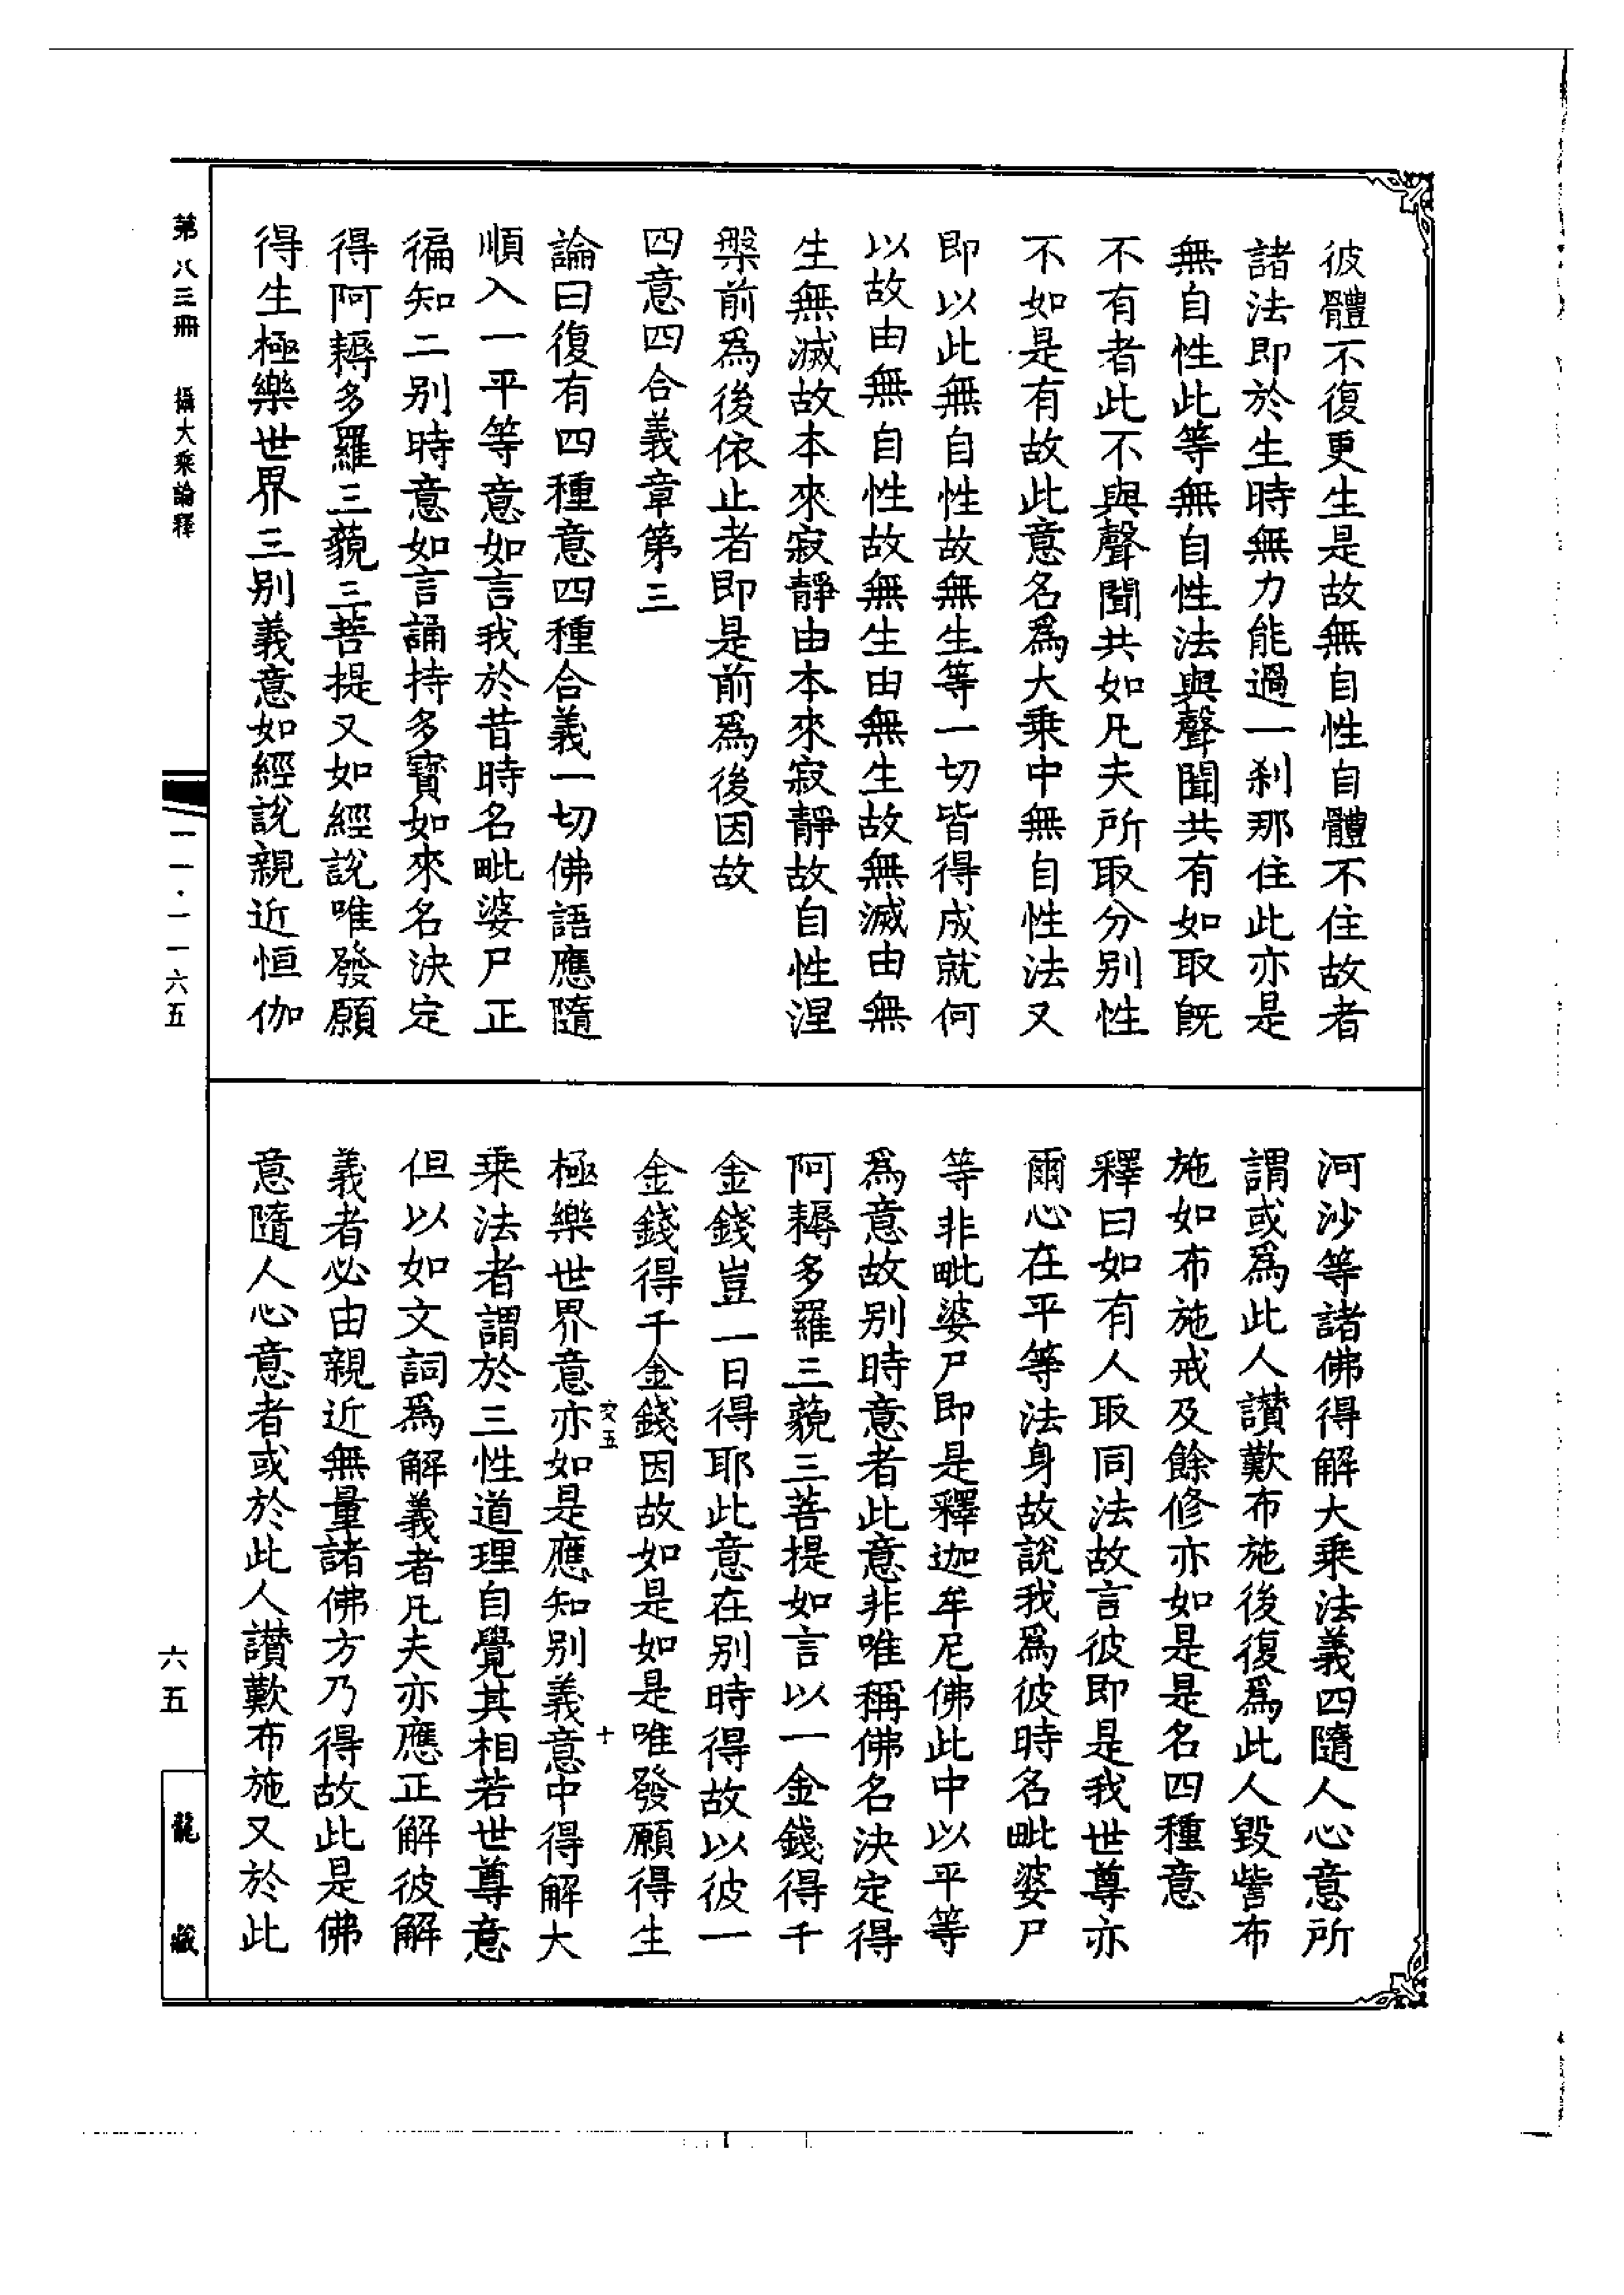 彼體不復更生是故無自性自體不住故者
諸法即於生時無力能過一刹那住此亦是
無自性此等無自性法與聲聞共有如取旣
不有者此不與聲聞共如凡夫所取分别性
不如是有故此意名爲大乗中無自性法又
即以此無自性故無生等一切皆得成就何
以故由無自性故無生由無生故無滅由無
生無滅故本來寂靜由本來寂靜故自性涅
槃前爲後依止者即是前爲後因故
四意四合義章第三
論曰復有四種意四種合義一切佛語應隨
順入一平等意如言我於昔時名毗婆尸正
徧知二别時意如言誦持多寳如來名決定
得阿耨多羅三藐三菩提又如經説唯發願
得生極樂世界三别義意如經説親近恒伽
河沙等諸佛得解大乗法義四隨人心意所
謂或爲此人讃歎布施後復爲此人毀訾布
施如布施戒及餘修亦如是是名四種意
釋曰如有人取同法故言彼即是我世尊亦
爾心在平等法身故説我爲彼時名毗婆尸
等非毗婆尸即是釋迦牟尼佛此中以平等
爲意故别時意者此意非唯稱佛名決定得
阿耨多羅三藐三菩提如言以一金錢得千
金錢豈一日得耶此意在别時得故以彼一
金錢得千金錢因故如是如是唯發願得生
極樂世界意亦如是應知别義意中得解大
乗法者謂於三性道理自覺其相若世尊意
但以如文詞爲解義者凡夫亦應正解彼解
義者必由親近無量諸佛方乃得故此是佛
意隨人心意者或於此人讃歎布施又於此
交五
十
第八三冊 攝大乘論釋
一一·一一六五
六五
龍藏